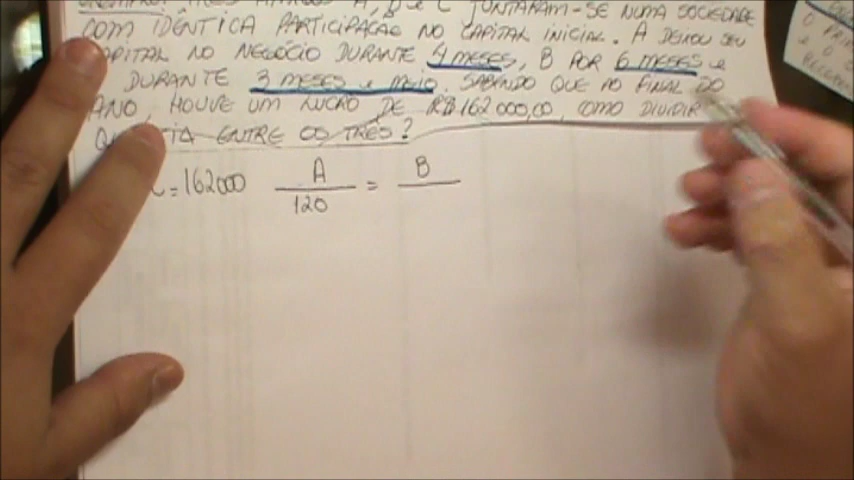 TRÊS AMIGOS A, B e C JUNTARAM-SE NUMA SOCIEDADE
COM IDÊNTICA PARTICIPAÇÃO NO CAPITAL INICIAL. A DEIXOU SEU
CAPITAL NO NEGÓCIO DURANTE 4 MESES, B POR 6 MESES e
DURANTE 3 MESES e MEIO. SABENDO QUE AO FINAL DO
ANO, HOUVE UM LUCRO DE R$162000,00, COMO DIVIDIR
ENTRE OS TRÊS?
= 162000 A = B
120